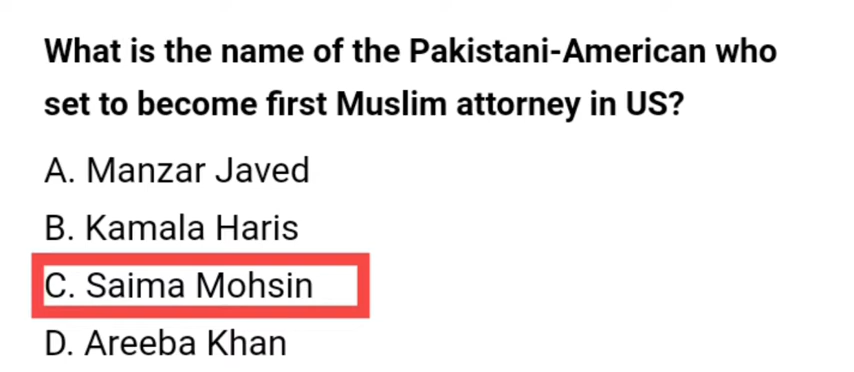 What is the name of the Pakistani-American who
set to become first Muslim attorney in US?
A. Manzar Javed
B. Kamala Haris
C. Saima Mohsin
D. Areeba Khan